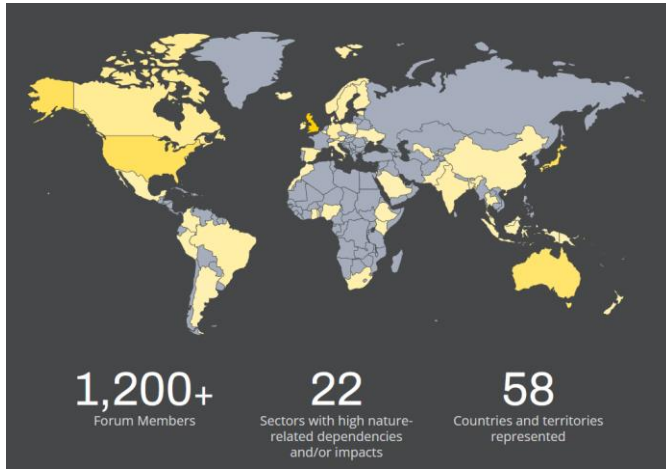 1,200+
Forum Members
22
Sectors with high nature-
related dependencies
and/or impacts
58
Countries and territories
represented